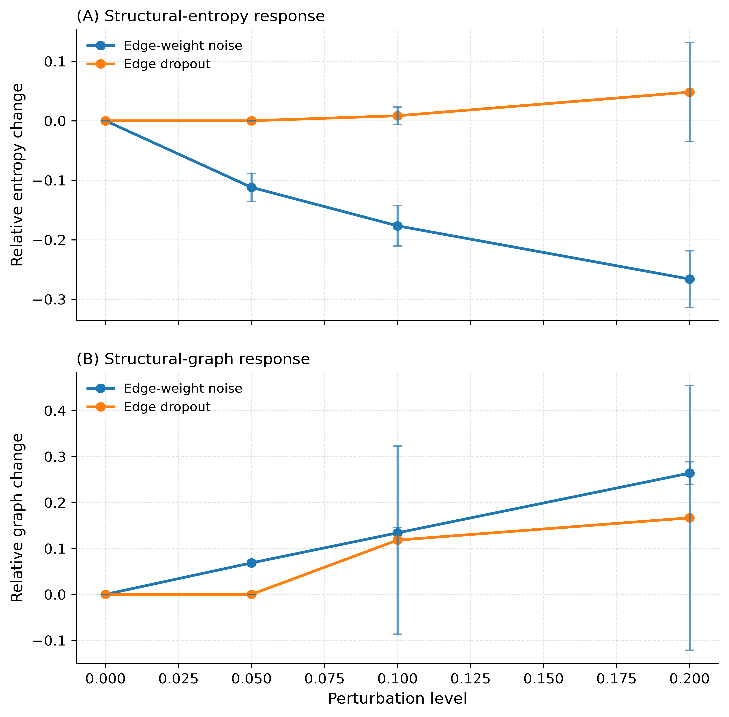 (A) Structural-entropy response
Edge-weight noise
Edge dropout
0.1
0.0
−0.1
−0.2
−0.3
Relative entropy change
(B) Structural-graph response
Edge-weight noise
Edge dropout
0.4
0.3
0.2
0.1
0.0
−0.1
Relative graph change
0.000 0.025 0.050 0.075 0.100 0.125 0.150 0.175 0.200
Perturbation level